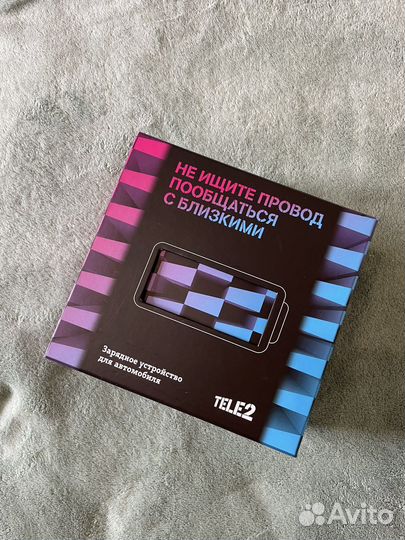 НЕ ИЩИТЕ ПРОВОД
ПООБЩАТЬСЯ
С БЛИЗКИМИ
Зарядное устройство
для автомобиля
TELE2
Avito